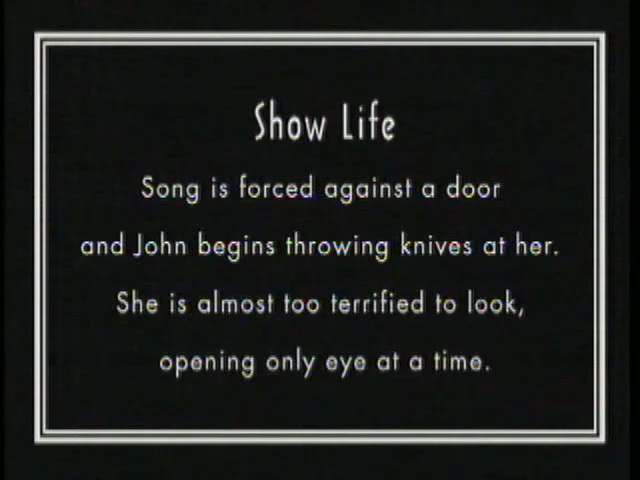 Show Life
Song is forced against a door
and John begins throwing knives at her.
She is almost too terrified to look,
opening only eye at a time.